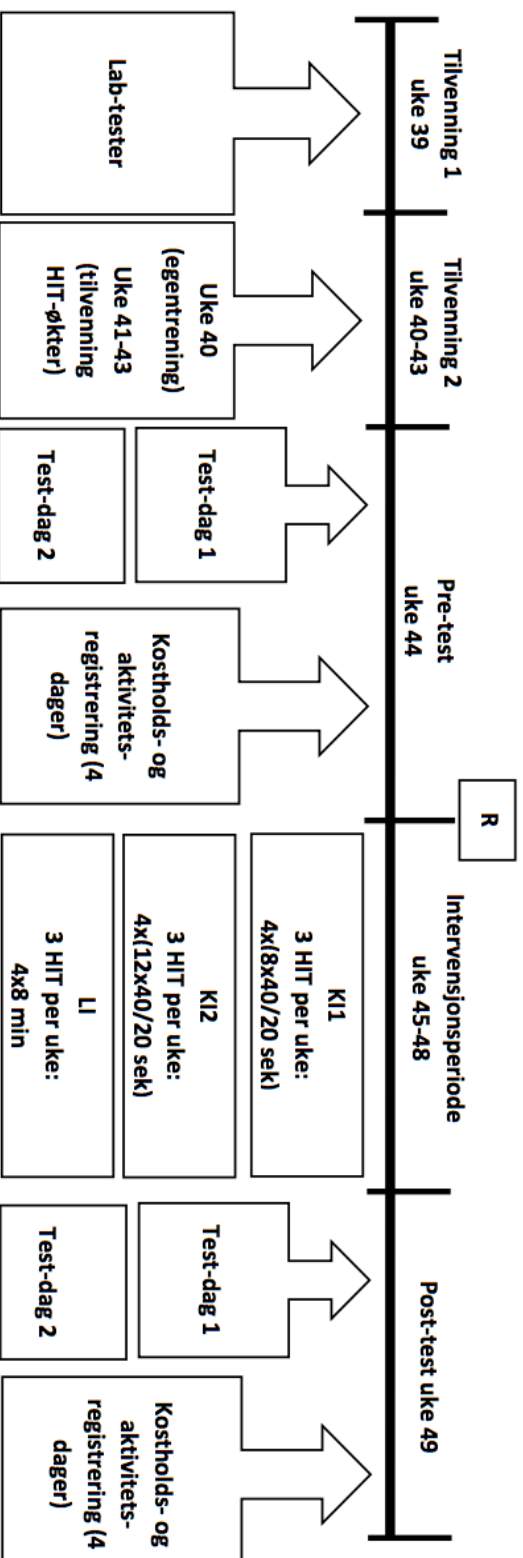 Tilvenning 1
uke 39
Tilvenning 2
uke 40-43
Pre-test
uke 44
R
Intervensjonsperiode
uke 45-48
Post-test uke 49
Lab-tester
Uke 40
(egentrening)
Uke 41-43
(tilvenning
HIT-økter)
Test-dag 1
Test-dag 2
Kostholds- og
aktivitets-
registrering (4
dager)
KI1
3 HIT per uke:
4x(8x40/20 sek)
KI2
3 HIT per uke:
4x(12x40/20 sek)
LI
3 HIT per uke:
4x8 min
Test-dag 1
Test-dag 2
Kostholds- og
aktivitets-
registrering (4
dager)